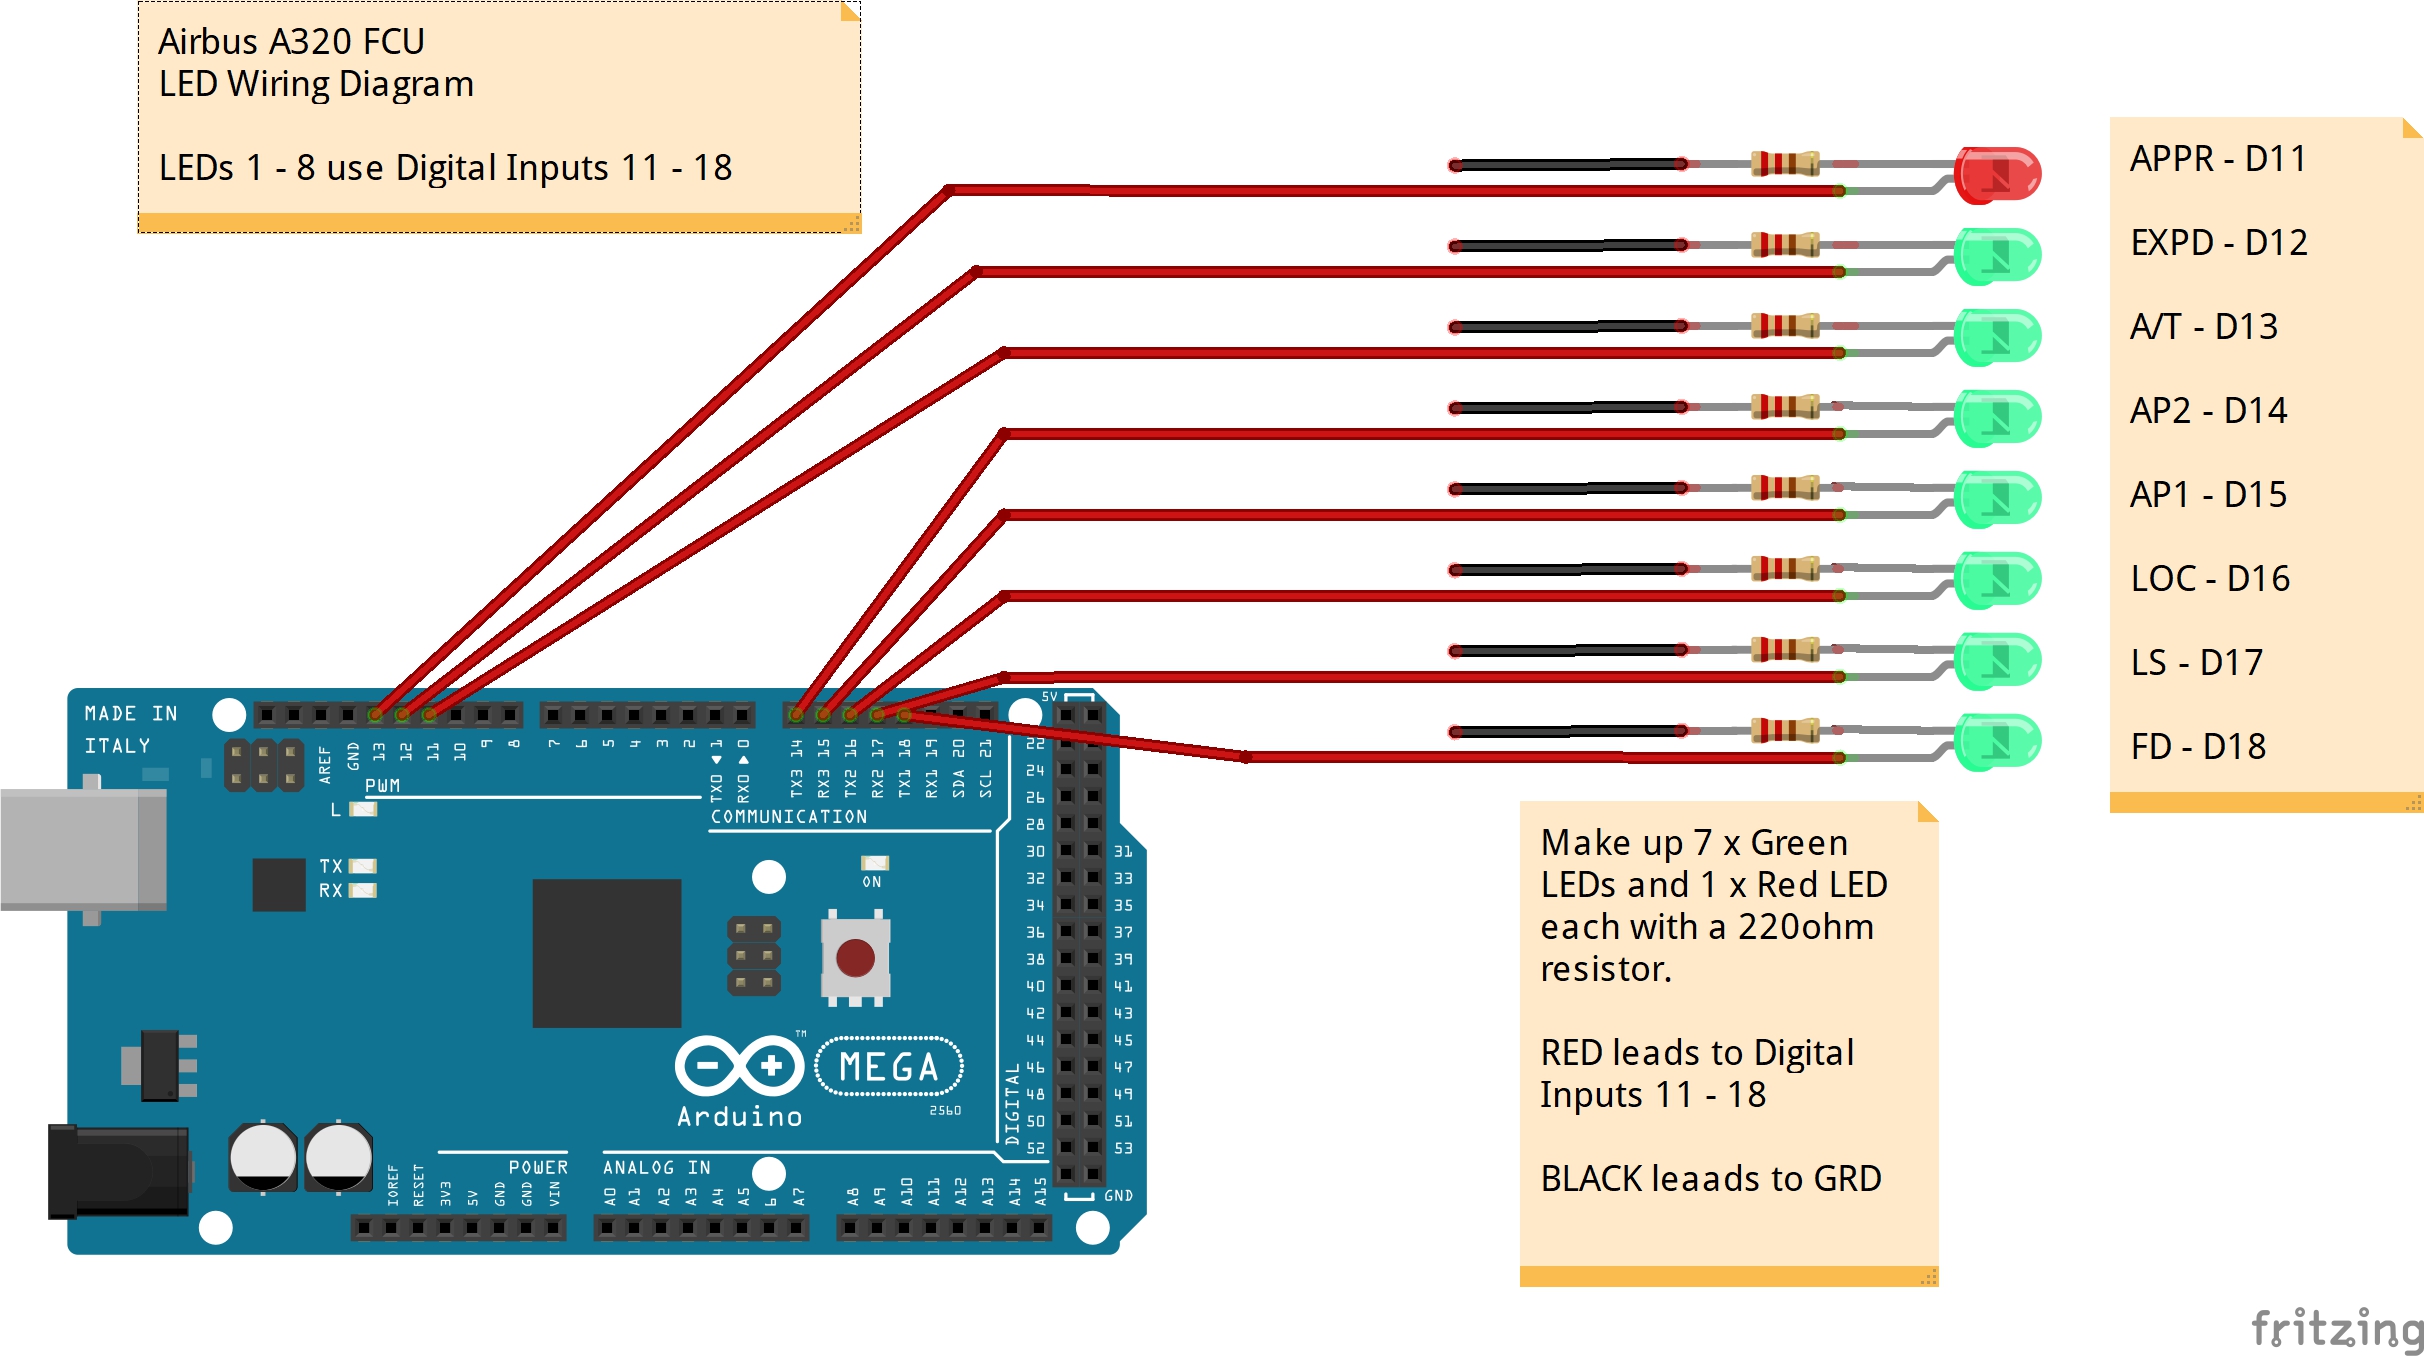 Airbus A320 FCU
LED Wiring Diagram
LEDs 1 - 8 use Digital Inputs 11 - 18
APPR - D11
EXPD - D12
A/T - D13
AP2 - D14
AP1 - D15
LOC - D16
LS - D17
FD - D18
MADE IN
ITALY
AREF
GND
13
12
11
10
9
8
7
6
5
4
3
2
TX0 1
RX0 0
TX3 14
RX3 15
TX2 16
RX2 17
TX1 18
RX1 19
SDA 20
SCL 21
5V
PWM
L
COMMUNICATION
TX
RX
ON
22
24
26
28
30 31
32 33
34 35
36 37
38 39
40 41
42 43
44 45
46 47
48 49
50 51
52 53
GND
DIGITAL
TM
MEGA
2560
Arduino
POWER
ANALOG IN
IOREF
RESET
3V3
5V
GND
GND
VIN
A0
A1
A2
A3
A4
A5
6
A7
A8
A9
A10
A11
A12
A13
A14
A15
Make up 7 x Green
LEDs and 1 x Red LED
each with a 220ohm
resistor.
RED leads to Digital
Inputs 11 - 18
BLACK leaads to GRD
fritzing